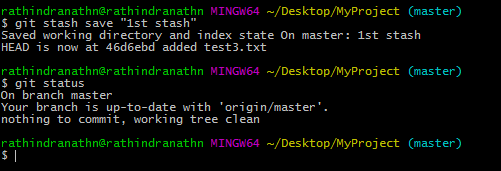 rathindranathn@rathindranathn MINGW64 ~/Desktop/MyProject (master)
$ git stash save "1st stash"
Saved working directory and index state On master: 1st stash
HEAD is now at 46d6ebd added test3.txt
rathindranathn@rathindranathn MINGW64 ~/Desktop/MyProject (master)
$ git status
On branch master
Your branch is up-to-date with 'origin/master'.
nothing to commit, working tree clean
rathindranathn@rathindranathn MINGW64 ~/Desktop/MyProject (master)
$